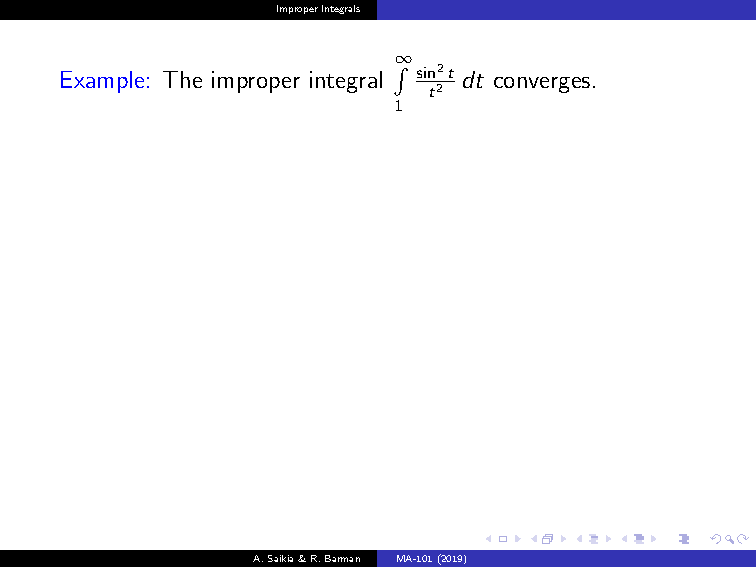 Improper Integrals
Example: The improper integral ∞∫1 sin² t / t² dt converges.
A. Saikia & R. Barman MA-101 (2019)